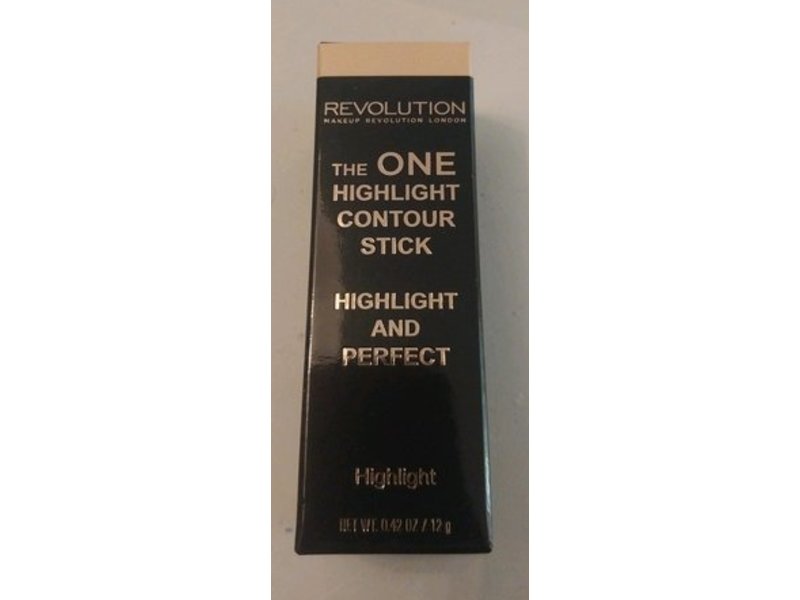 REVOLUTION
MAKEUP REVOLUTION LONDON
THE ONE
HIGHLIGHT
CONTOUR
STICK
HIGHLIGHT
AND
PERFECT
Highlight
NET WT. 0.42 OZ / 12 g